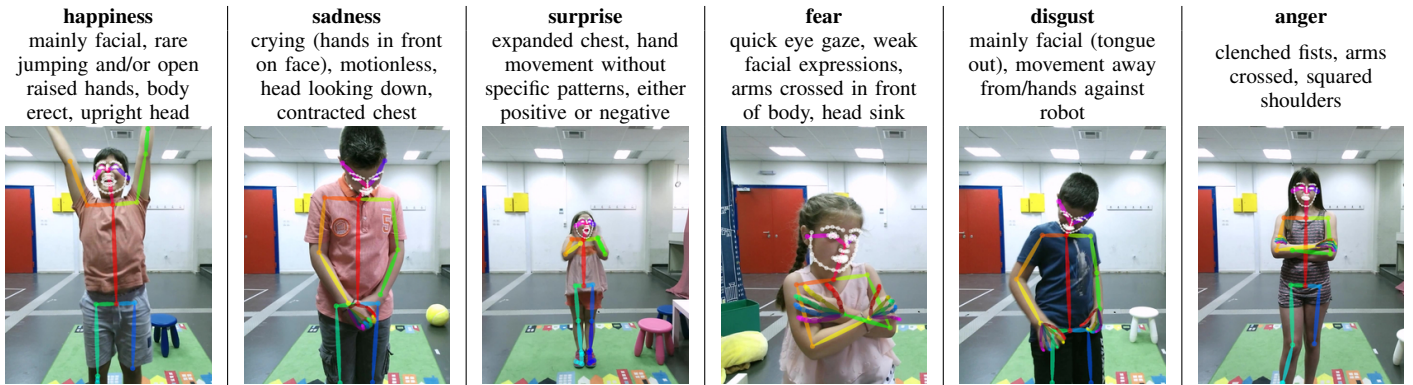 happiness
mainly facial, rare
jumping and/or open
raised hands, body
erect, upright head
sadness
crying (hands in front
on face), motionless,
head looking down,
contracted chest
surprise
expanded chest, hand
movement without
specific patterns, either
positive or negative
fear
quick eye gaze, weak
facial expressions,
arms crossed in front
of body, head sink
disgust
mainly facial (tongue
out), movement away
from/hands against
robot
anger
clenched fists, arms
crossed, squared
shoulders
5